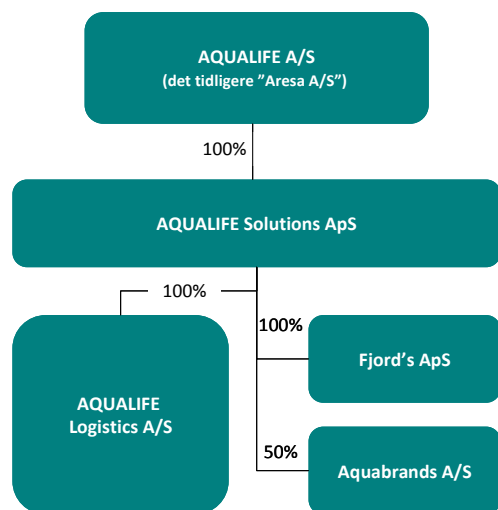 AQUALIFE A/S
(det tidligere ”Aresa A/S”)
100%
AQUALIFE Solutions ApS
100%
100%
AQUALIFE
Logistics A/S
Fjord’s ApS
50%
Aquabrands A/S